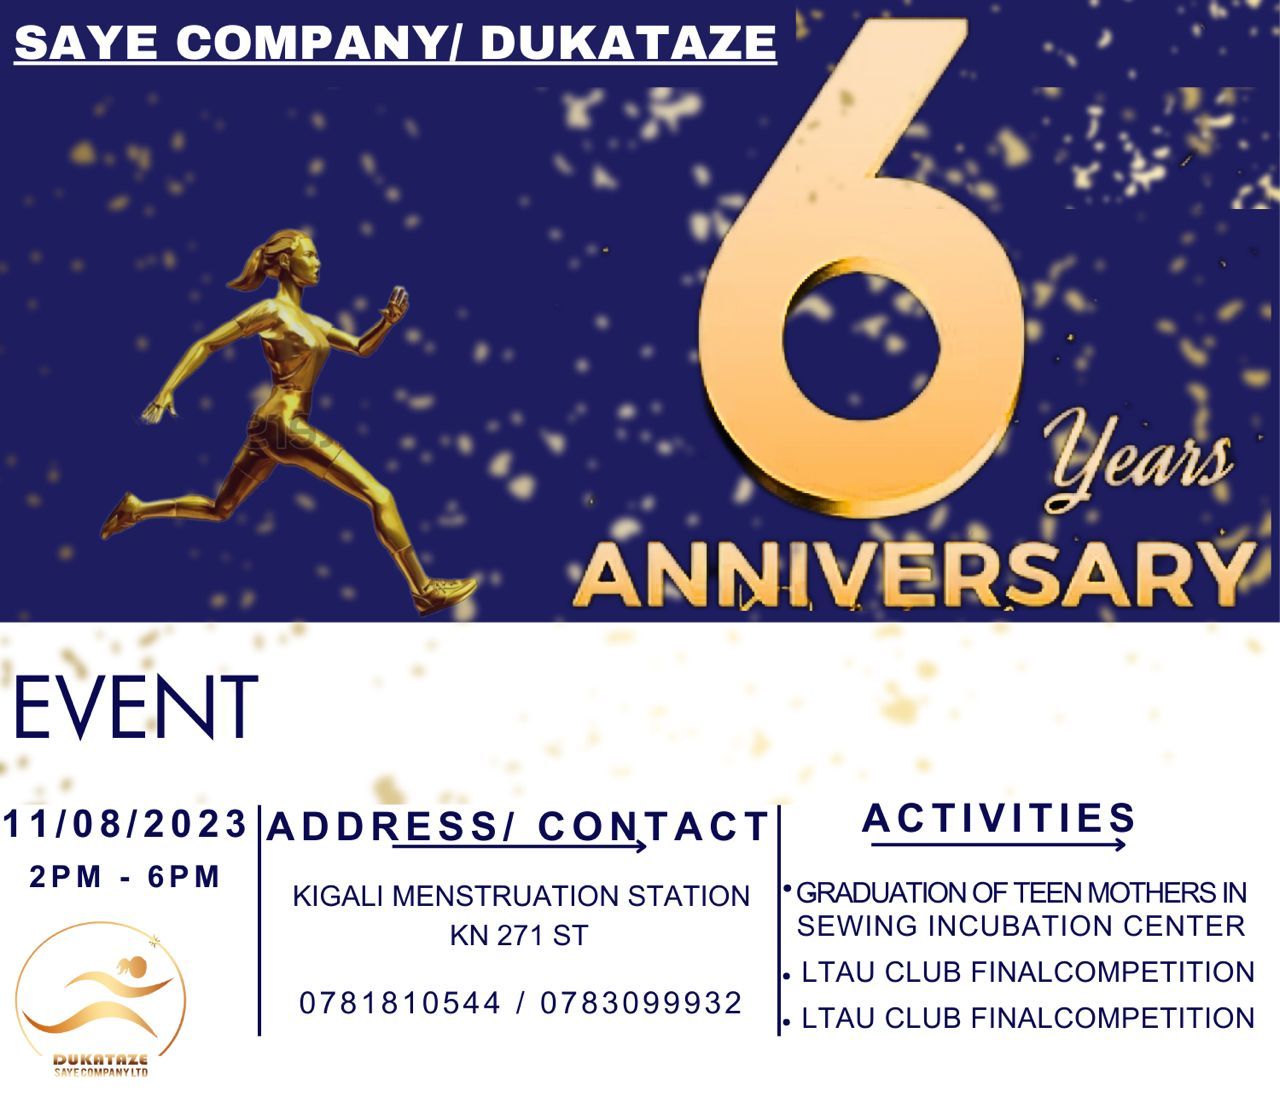 SAYE COMPANY/ DUKATAZE
6
Years
ANNIVERSARY
EVENT
11/08/2023
2PM - 6PM
ADDRESS/ CONTACT
KIGALI MENSTRUATION STATION
KN 271 ST
0781810544 / 0783099932
ACTIVITIES
• GRADUATION OF TEEN MOTHERS IN
SEWING INCUBATION CENTER
• LTAU CLUB FINALCOMPETITION
• LTAU CLUB FINALCOMPETITION
DUKATAZE
SAYE COMPANY LTD